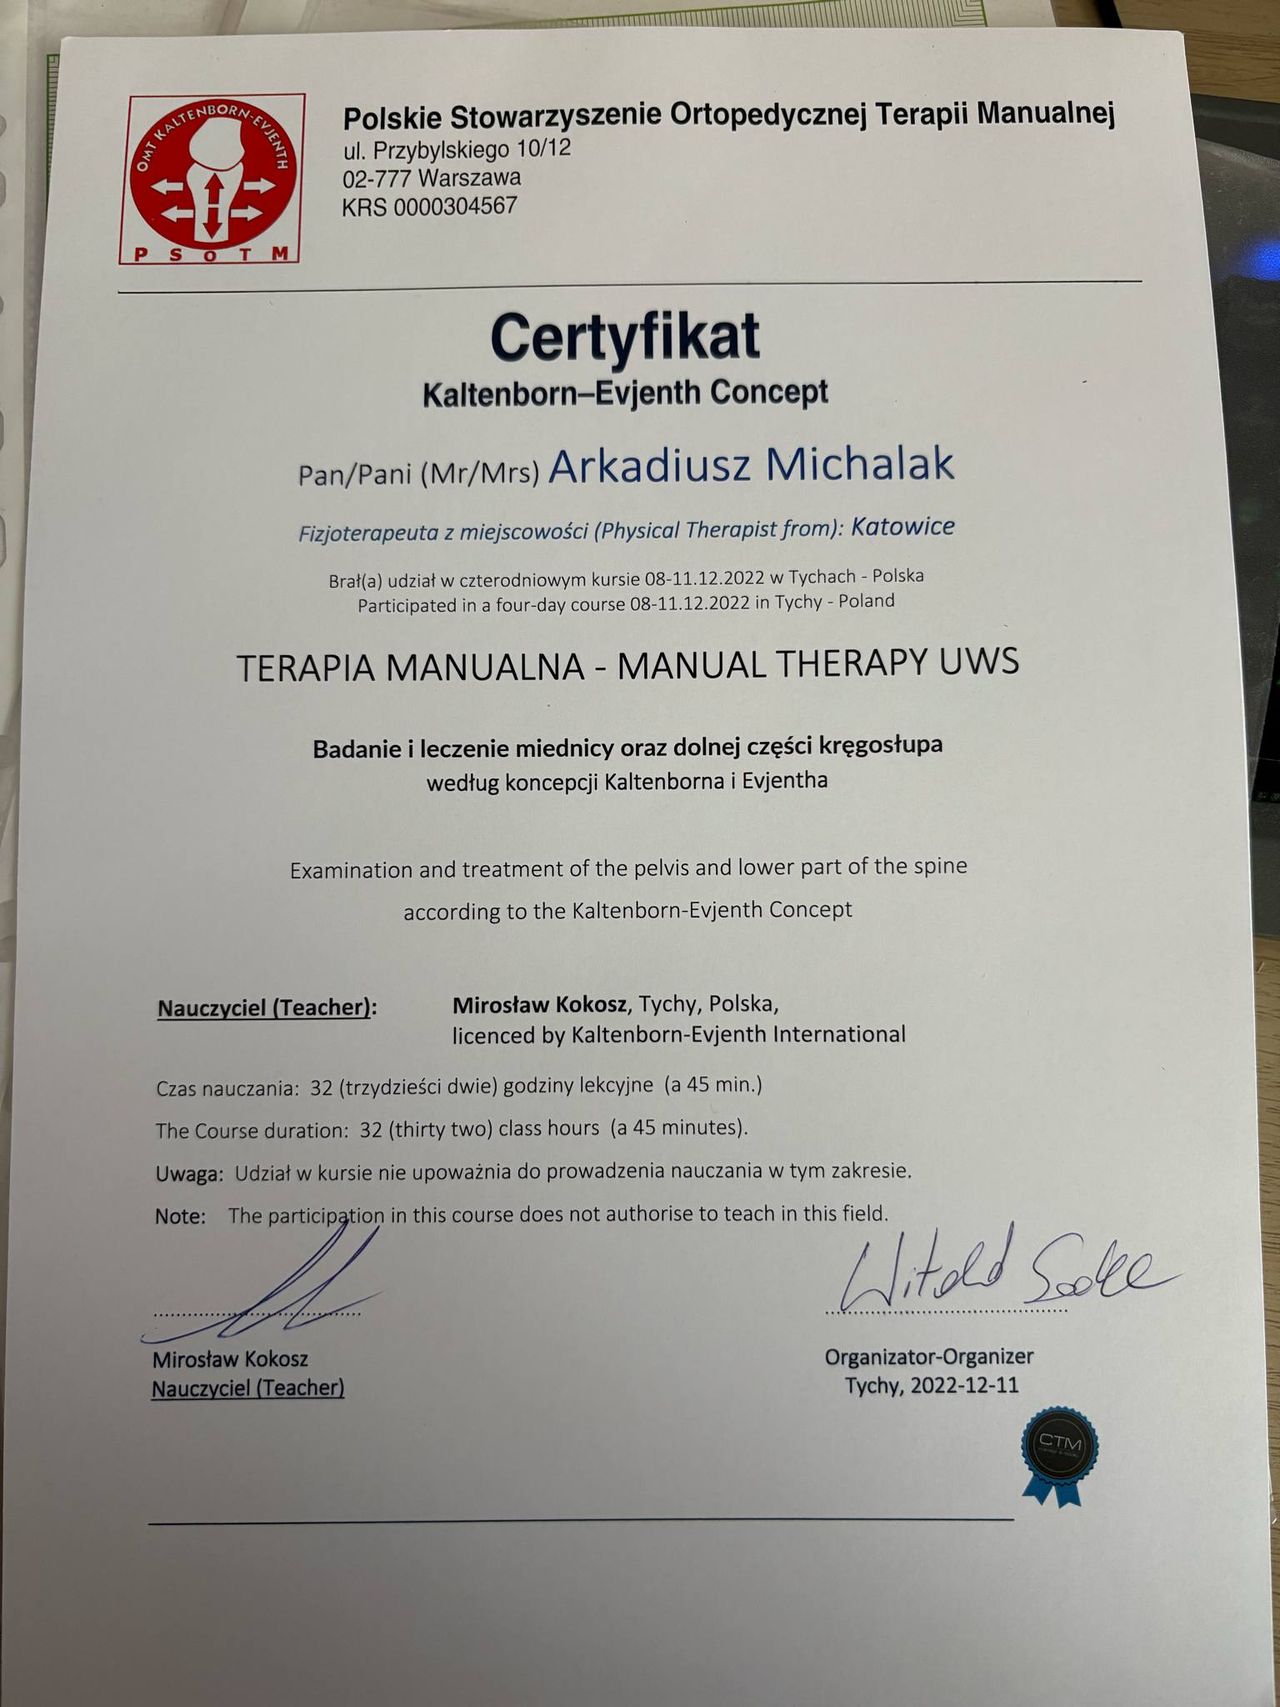 OMT KALTENBORN-EVJENTH
P S O T M
Polskie Stowarzyszenie Ortopedycznej Terapii Manualnej
ul. Przybylskiego 10/12
02-777 Warszawa
KRS 0000304567
Certyfikat
Kaltenborn–Evjenth Concept
Pan/Pani (Mr/Mrs) Arkadiusz Michalak
Fizjoterapeuta z miejscowości (Physical Therapist from): Katowice
Brał(a) udział w czterodniowym kursie 08-11.12.2022 w Tychach - Polska
Participated in a four-day course 08-11.12.2022 in Tychy - Poland
TERAPIA MANUALNA - MANUAL THERAPY UWS
Badanie i leczenie miednicy oraz dolnej części kręgosłupa
według koncepcji Kaltenborna i Evjentha
Examination and treatment of the pelvis and lower part of the spine
according to the Kaltenborn-Evjenth Concept
Nauczyciel (Teacher): Mirosław Kokosz, Tychy, Polska,
licenced by Kaltenborn-Evjenth International
Czas nauczania: 32 (trzydzieści dwie) godziny lekcyjne (a 45 min.)
The Course duration: 32 (thirty two) class hours (a 45 minutes).
Uwaga: Udział w kursie nie upoważnia do prowadzenia nauczania w tym zakresie.
Note: The participation in this course does not authorise to teach in this field.
Witold
Mirosław Kokosz
Nauczyciel (Teacher)
Organizator-Organizer
Tychy, 2022-12-11
CTM